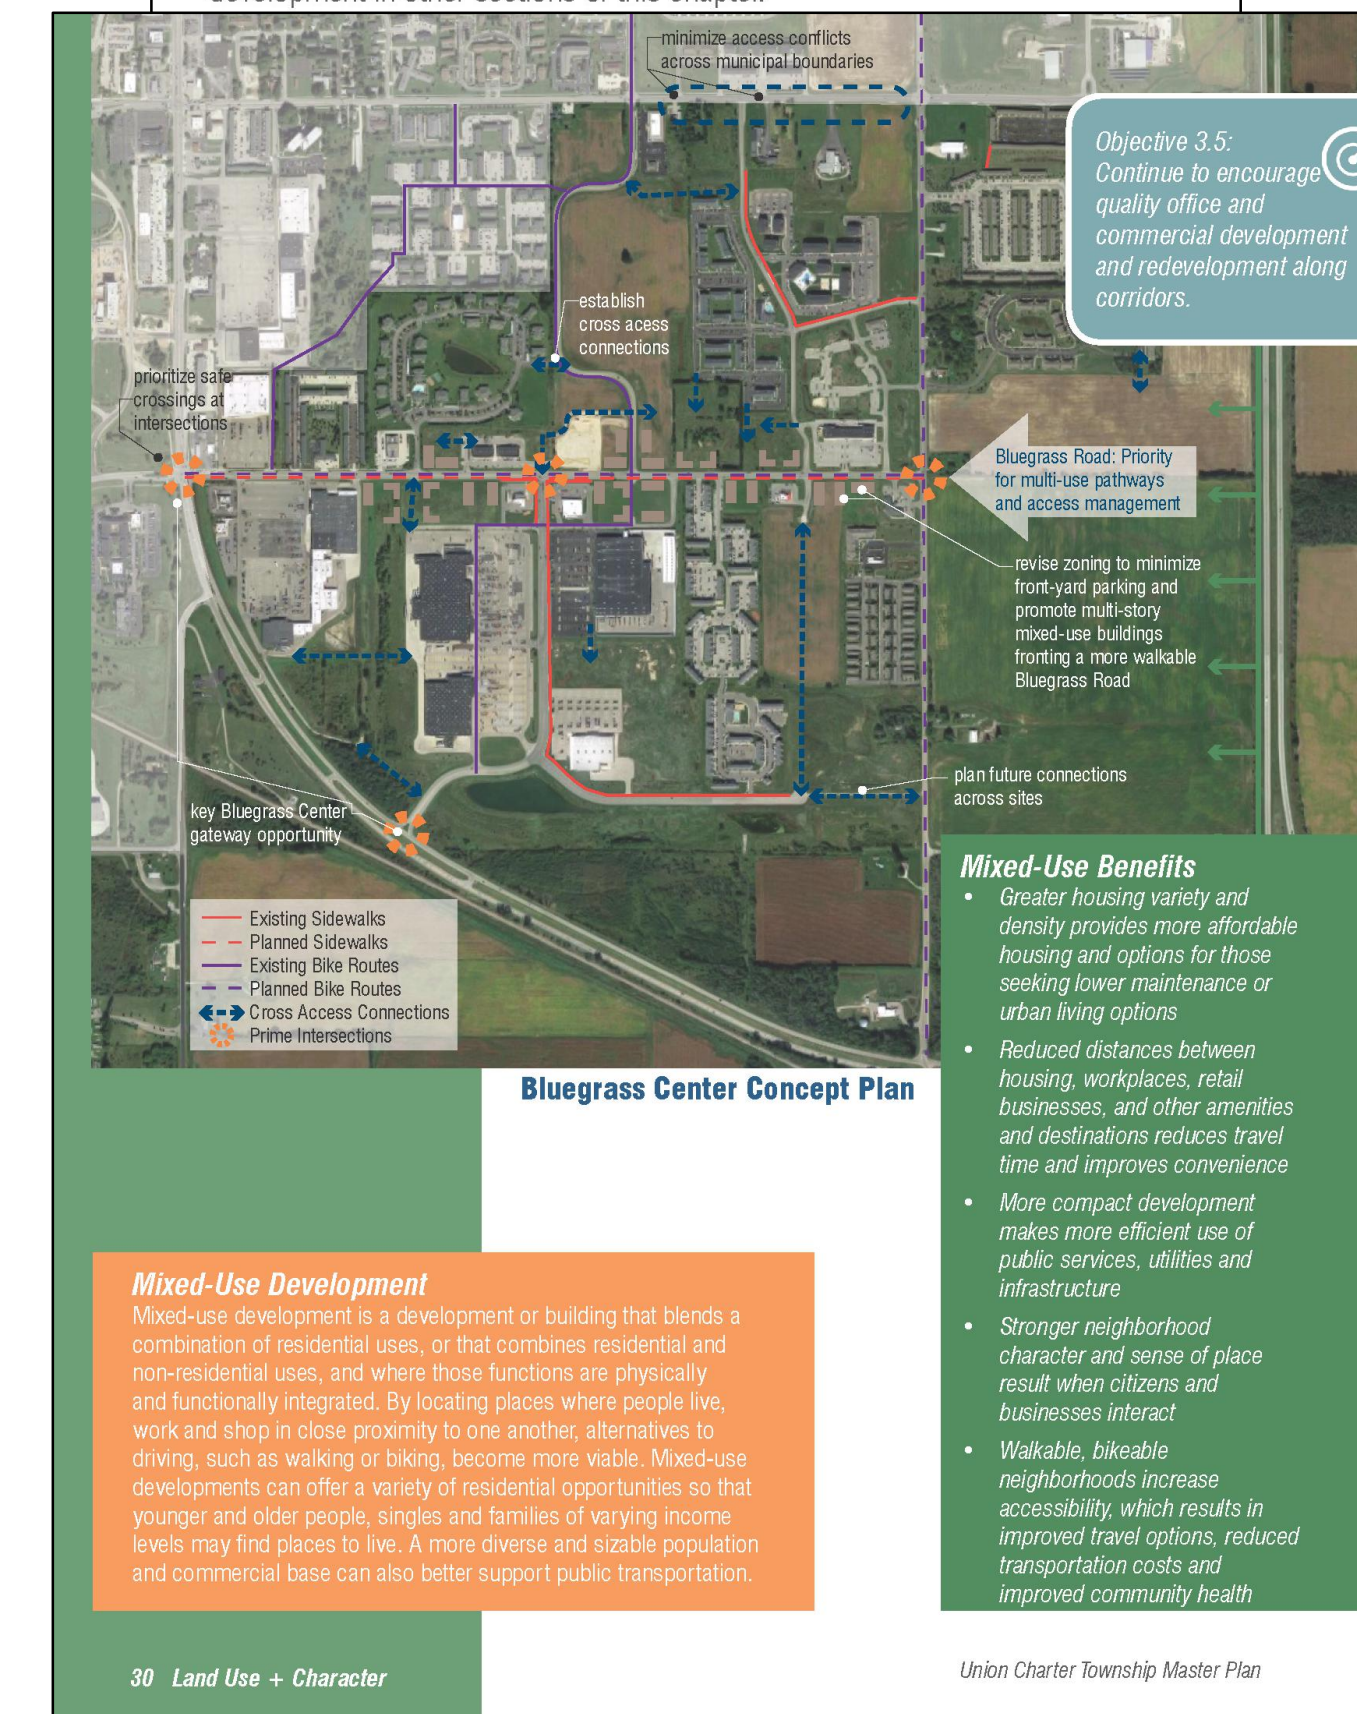 development in other sections of this chapter.
minimize access conflicts
across municipal boundaries
Objective 3.5:
Continue to encourage
quality office and
commercial development
and redevelopment along
corridors.
establish
cross acess
connections
prioritize safe
crossings at
intersections
Bluegrass Road: Priority
for multi-use pathways
and access management
revise zoning to minimize
front-yard parking and
promote multi-story
mixed-use buildings
fronting a more walkable
Bluegrass Road
plan future connections
across sites
key Bluegrass Center
gateway opportunity
Existing Sidewalks
Planned Sidewalks
Existing Bike Routes
Planned Bike Routes
Cross Access Connections
Prime Intersections
Bluegrass Center Concept Plan
Mixed-Use Benefits
• Greater housing variety and
density provides more affordable
housing and options for those
seeking lower maintenance or
urban living options
• Reduced distances between
housing, workplaces, retail
businesses, and other amenities
and destinations reduces travel
time and improves convenience
• More compact development
makes more efficient use of
public services, utilities and
infrastructure
• Stronger neighborhood
character and sense of place
result when citizens and
businesses interact
• Walkable, bikeable
neighborhoods increase
accessibility, which results in
improved travel options, reduced
transportation costs and
improved community health
Mixed-Use Development
Mixed-use development is a development or building that blends a
combination of residential uses, or that combines residential and
non-residential uses, and where those functions are physically
and functionally integrated. By locating places where people live,
work and shop in close proximity to one another, alternatives to
driving, such as walking or biking, become more viable. Mixed-use
developments can offer a variety of residential opportunities so that
younger and older people, singles and families of varying income
levels may find places to live. A more diverse and sizable population
and commercial base can also better support public transportation.
30 Land Use + Character
Union Charter Township Master Plan